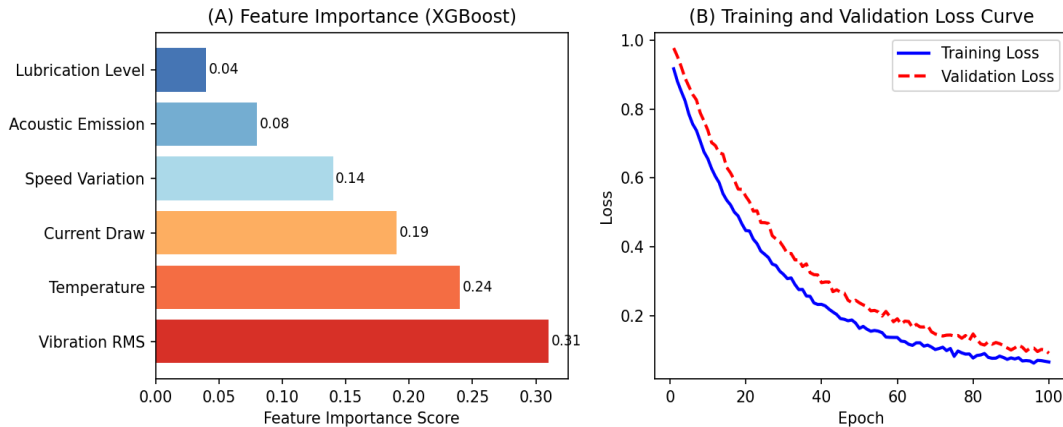 (A) Feature Importance (XGBoost)
Lubrication Level
0.04
Acoustic Emission
0.08
Speed Variation
0.14
Current Draw
0.19
Temperature
0.24
Vibration RMS
0.31
0.00 0.05 0.10 0.15 0.20 0.25 0.30
Feature Importance Score
(B) Training and Validation Loss Curve
Training Loss
Validation Loss
1.0
0.8
0.6
0.4
0.2
Loss
0 20 40 60 80 100
Epoch